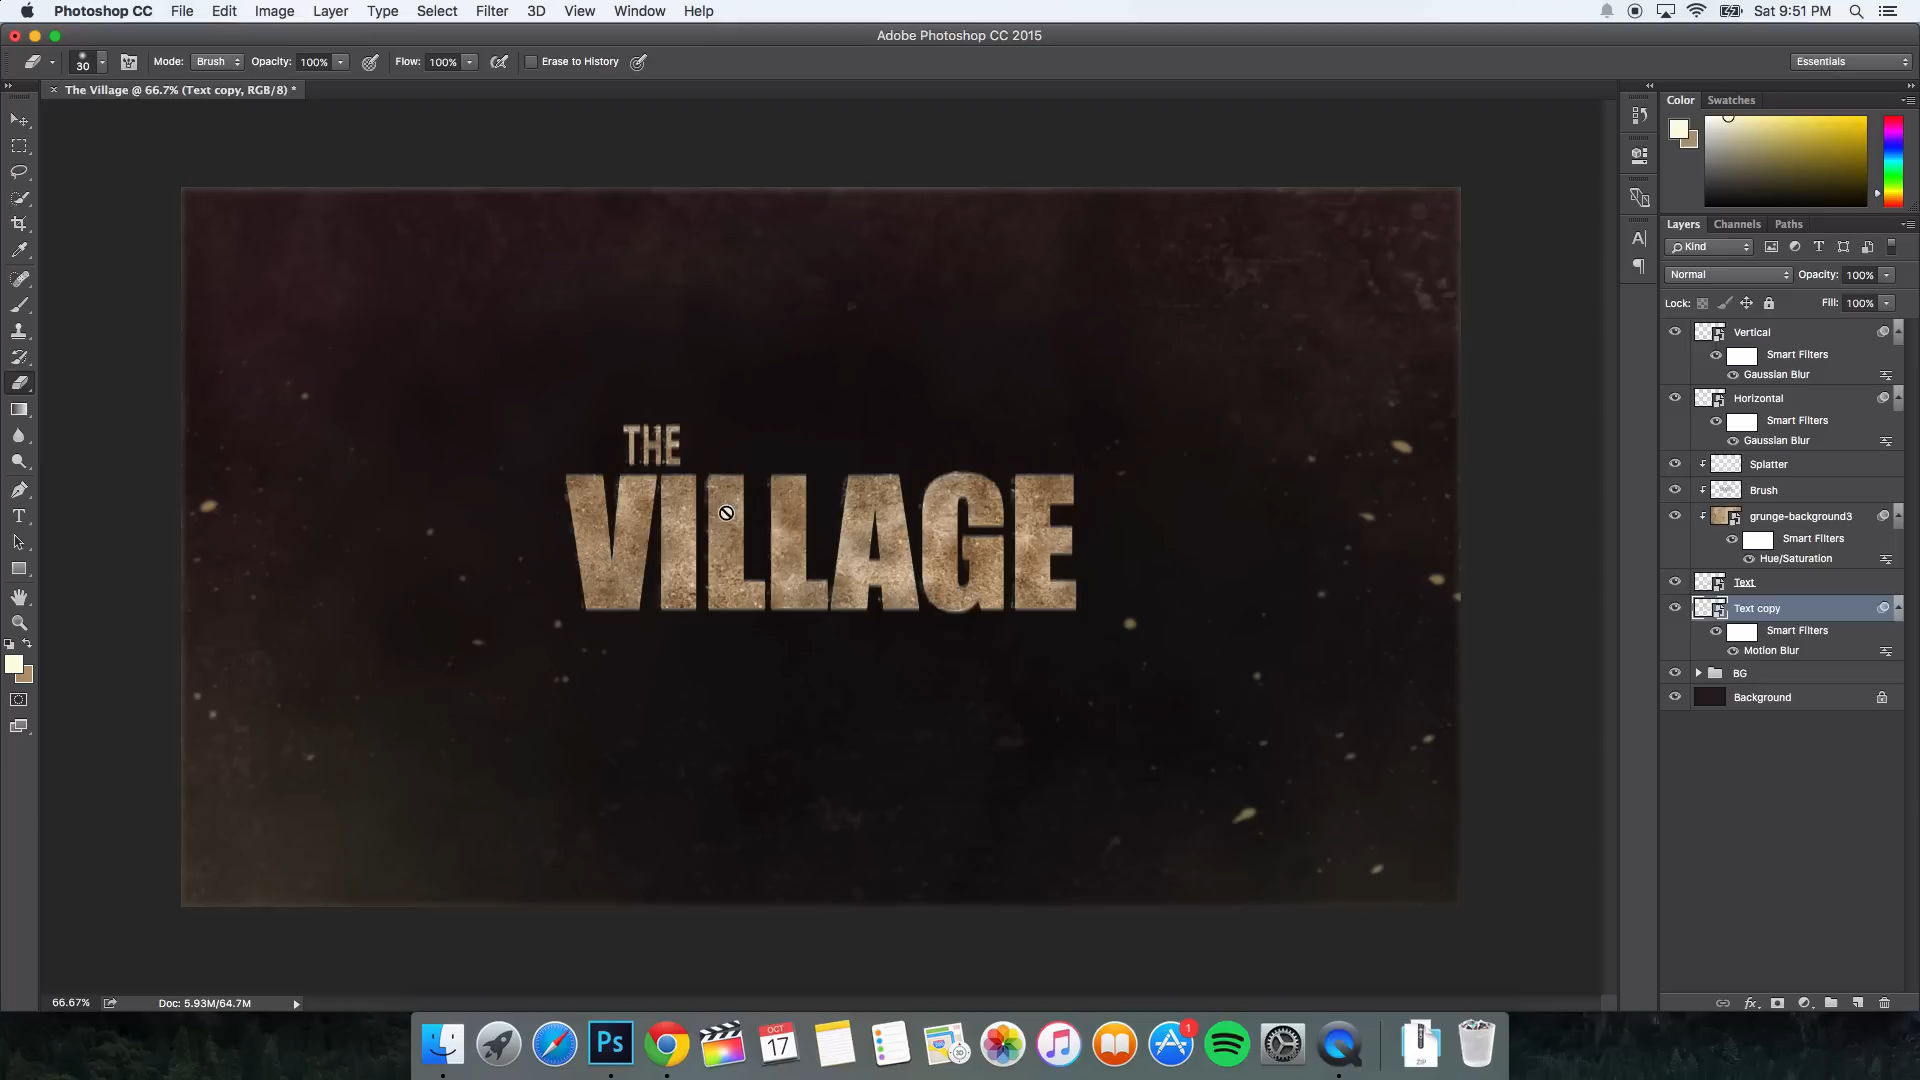 Photoshop CC File Edit Image Layer Type Select Filter 3D View Window Help Sat 9:51 PM
Adobe Photoshop CC 2015
30 Mode: Brush Opacity: 100% Flow: 100% Erase to History Essentials
× The Village @ 66.7% (Text copy, RGB/8) *
Color Swatches
Layers Channels Paths
Kind
Normal Opacity: 100%
Lock: Fill: 100%
Vertical
Smart Filters
Gaussian Blur
Horizontal
Smart Filters
Gaussian Blur
Splatter
Brush
grunge-background3
Smart Filters
Hue/Saturation
Text
Text copy
Smart Filters
Motion Blur
BG
Background
THE
VILLAGE
66.67% Doc: 5.93M/64.7M
fx
Ps
OCT
17
3D
1
ZIP